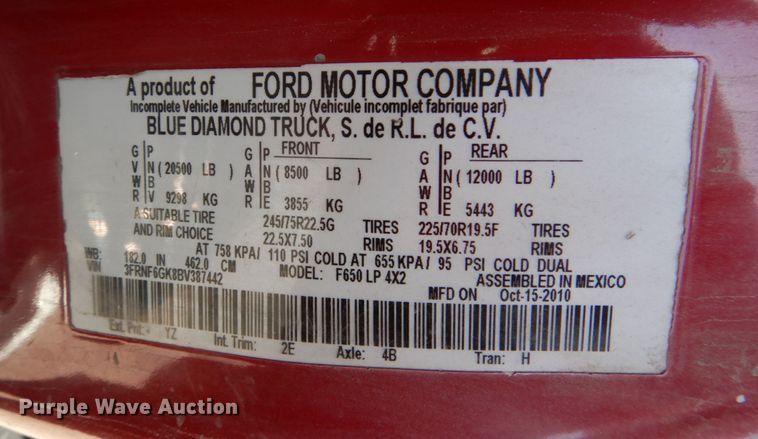 A product of FORD MOTOR COMPANY
Incomplete Vehicle Manufactured by (Vehicule incomplet fabrique par)
BLUE DIAMOND TRUCK, S. de R.L. de C.V.
FRONT REAR
G P G P G P
V N (20500 LB) A N (8500 LB) A N (12000 LB)
W B W B W B
R V 9298 KG R E 3855 KG R E 5443 KG
A SUITABLE TIRE 245/75R22.5G TIRES 225/70R19.5F TIRES
AND RIM CHOICE 22.5X7.50 RIMS 19.5X6.75 RIMS
AT 758 KPA/ 110 PSI COLD AT 655 KPA/ 95 PSI COLD DUAL
WB: 182.0 IN 462.0 CM MODEL: F650 LP 4X2 ASSEMBLED IN MEXICO
VIN 3FRNF6GK8BV387442 MFD ON Oct-15-2010
Ext. Pnt: YZ Int. Trim: 2E Axle: 4B Tran: H
Purple Wave Auction